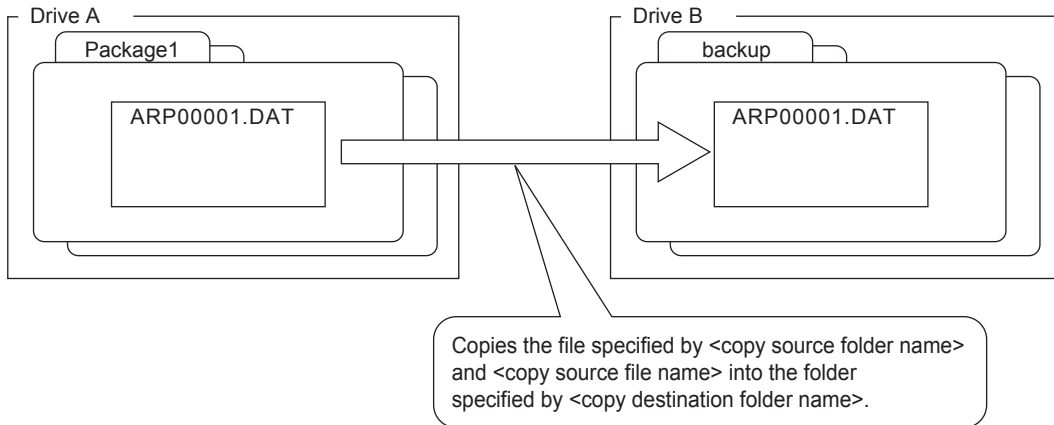 Drive A
Drive B
Package1
backup
ARP00001.DAT
ARP00001.DAT
Copies the file specified by <copy source folder name>
and <copy source file name> into the folder
specified by <copy destination folder name>.